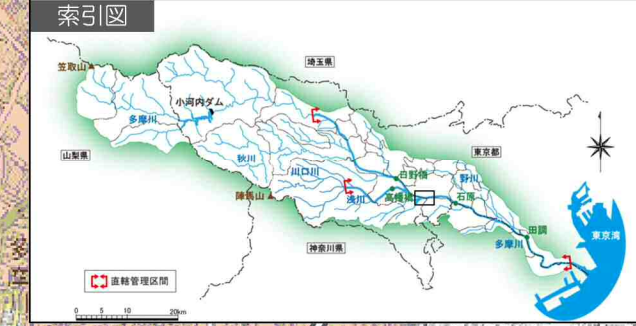 索引図
笠取山
埼玉県
小河内ダム
多摩川
山梨県
秋川
川口川
日野橋
東京都
野川
陣馬山
浅川
高幡橋
石原
神奈川県
田調
多摩川
東京湾
直轄管理区間
0 5 10 20km